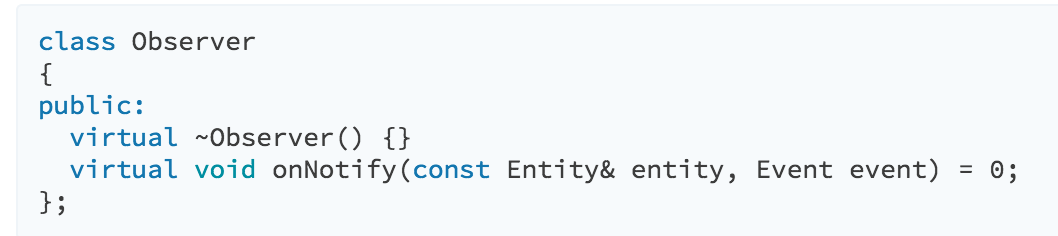 class Observer
{
public:
  virtual ~Observer() {}
  virtual void onNotify(const Entity& entity, Event event) = 0;
};